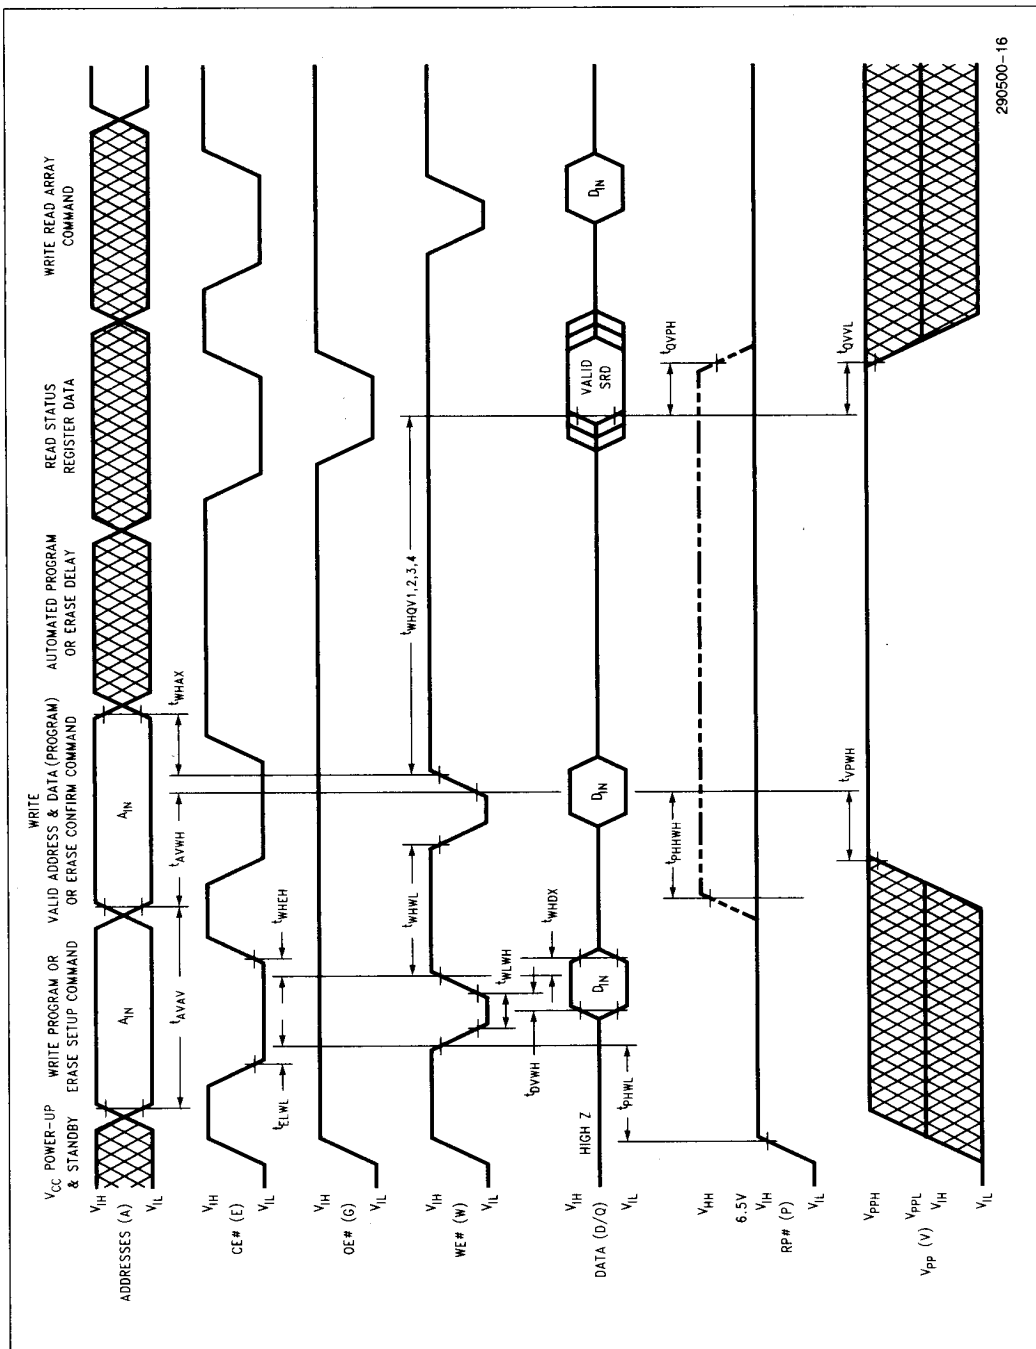 V_CC POWER-UP
& STANDBY
WRITE PROGRAM OR
ERASE SETUP COMMAND
WRITE
VALID ADDRESS & DATA (PROGRAM)
OR ERASE CONFIRM COMMAND
AUTOMATED PROGRAM
OR ERASE DELAY
READ STATUS
REGISTER DATA
WRITE READ ARRAY
COMMAND
ADDRESSES (A)
V_IH
V_IL
A_IN
A_IN
t_AVAV
t_AVWH
t_WHAX
CE# (E)
V_IH
V_IL
t_ELWL
t_WHEH
OE# (G)
V_IH
V_IL
t_WHWL
t_WHQV1,2,3,4
WE# (W)
V_IH
V_IL
t_WLWH
t_DVWH
t_WHDX
DATA (D/Q)
V_IH
V_IL
HIGH Z
D_IN
D_IN
VALID
SRD
D_IN
t_PHWL
t_PHHWH
t_QVPH
V_HH
6.5V
V_IH
V_IL
RP# (P)
t_VPWH
t_QVVL
V_PPH
V_PPL
V_IH
V_IL
V_PP (V)
290500-16